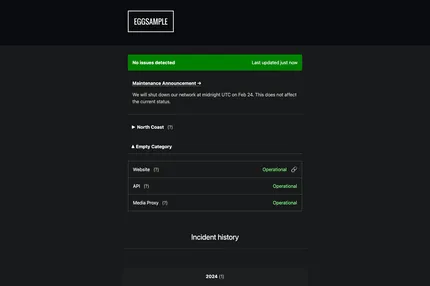 EGGSAMPLE
No issues detected Last updated just now
Maintenance Announcement →
We will shut down our network at midnight UTC on Feb 24. This does not affect
the current status.
▶ North Coast (?)
▲ Empty Category
Website (?) Operational
API (?) Operational
Media Proxy (?) Operational
Incident history
2024 (1)